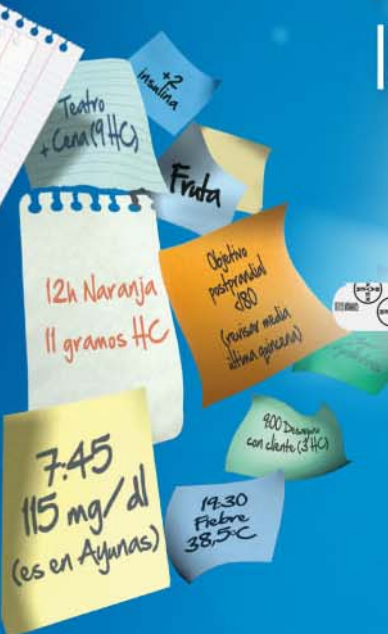 +2
insulina
Teatro
+ Cena (9 HC)
Fruta
12h Naranja
11 gramos HC
Objetivo
postprandial
<180
(revisar media
última quincena)
9:00 Desayuno
con cliente (3 HC)
7:45
115 mg/dl
(es en Ayunas)
19:30
Fiebre
38,5ºC